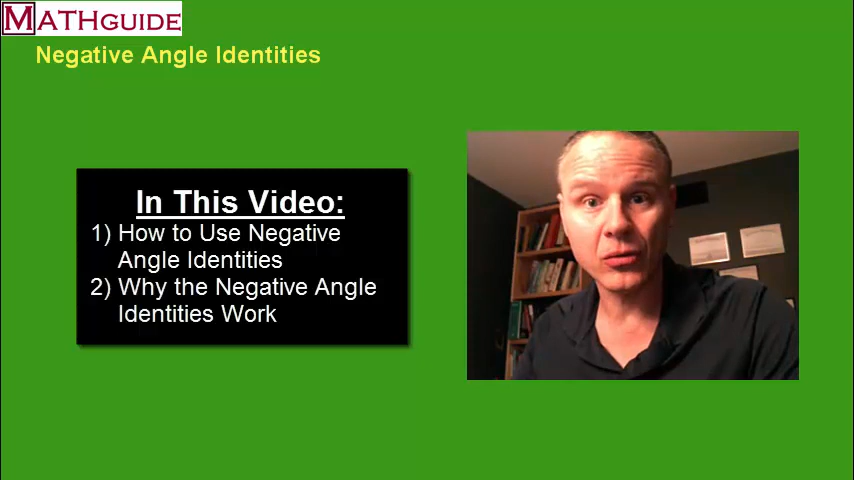 MATHGUIDE
Negative Angle Identities
In This Video:
1) How to Use Negative
Angle Identities
2) Why the Negative Angle
Identities Work